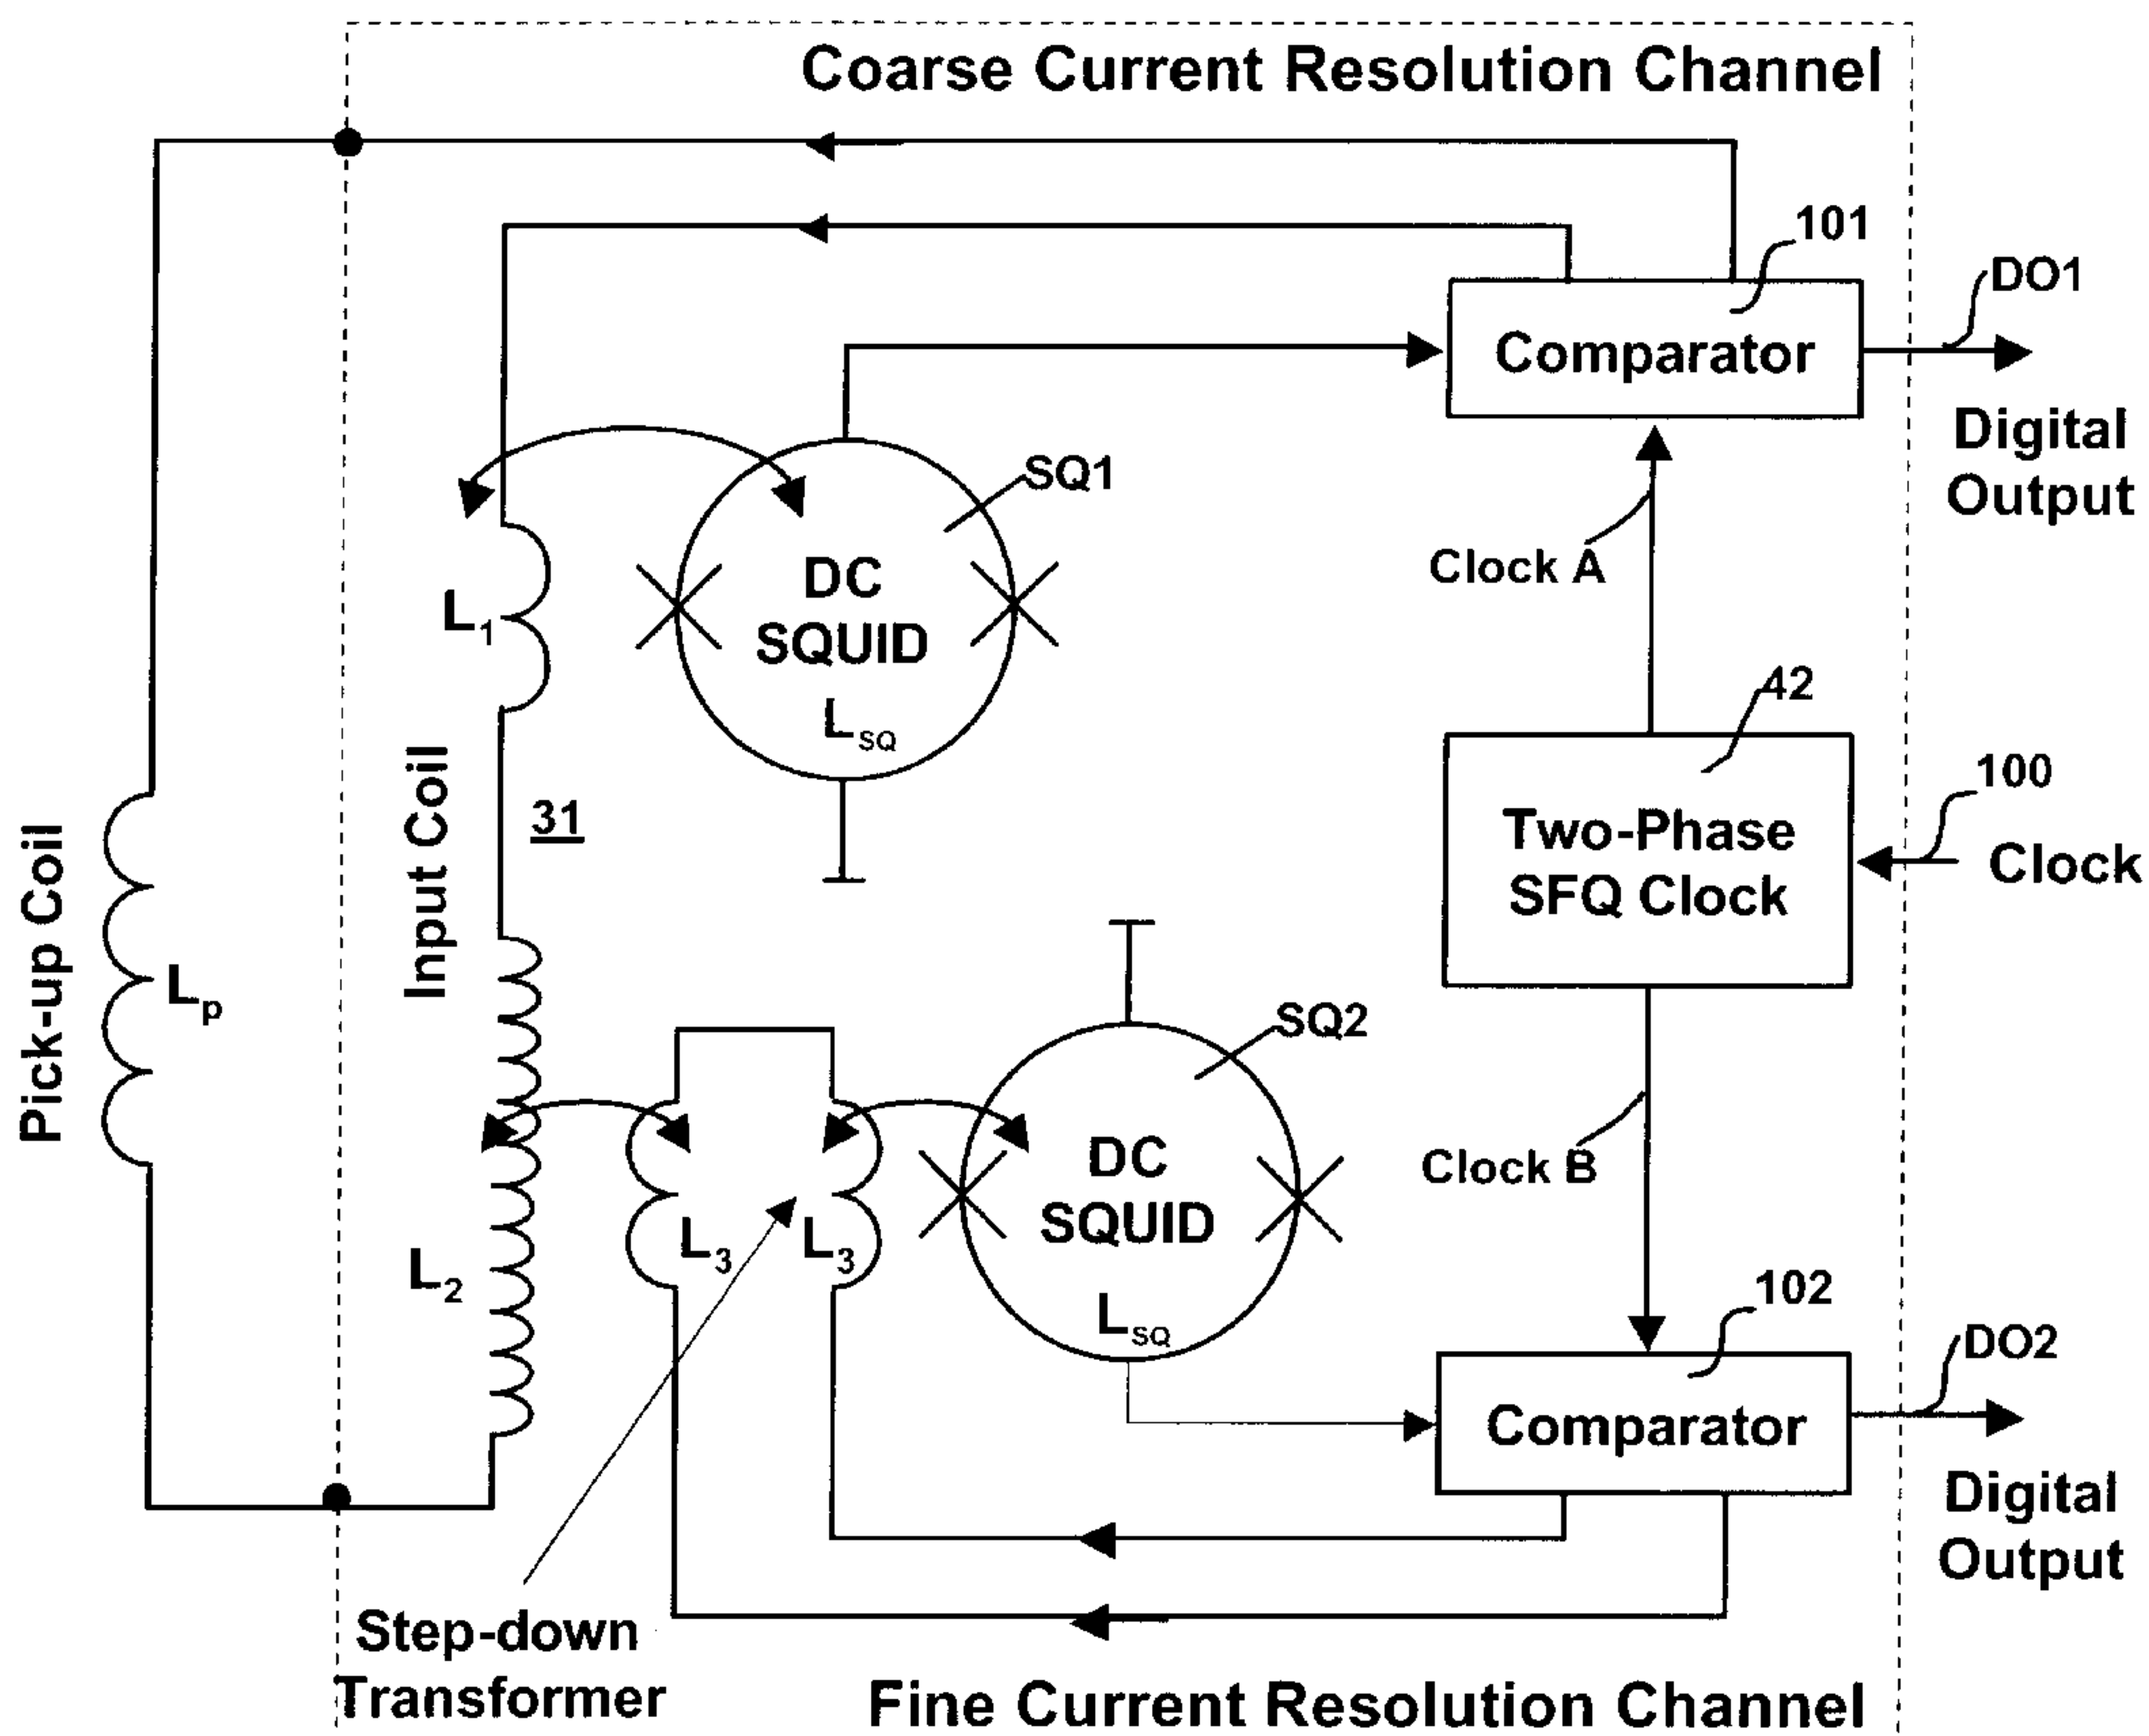 Coarse Current Resolution Channel
101
DO1
Comparator
Digital
Output
SQ1
Clock A
DC
SQUID
L1
LSQ
42
100
Two-Phase
SFQ Clock
Clock
Input Coil
31
Pick-up Coil
Lp
SQ2
DC
SQUID
Clock B
L3
L3
L2
LSQ
102
DO2
Comparator
Digital
Output
Step-down
Transformer
Fine Current Resolution Channel